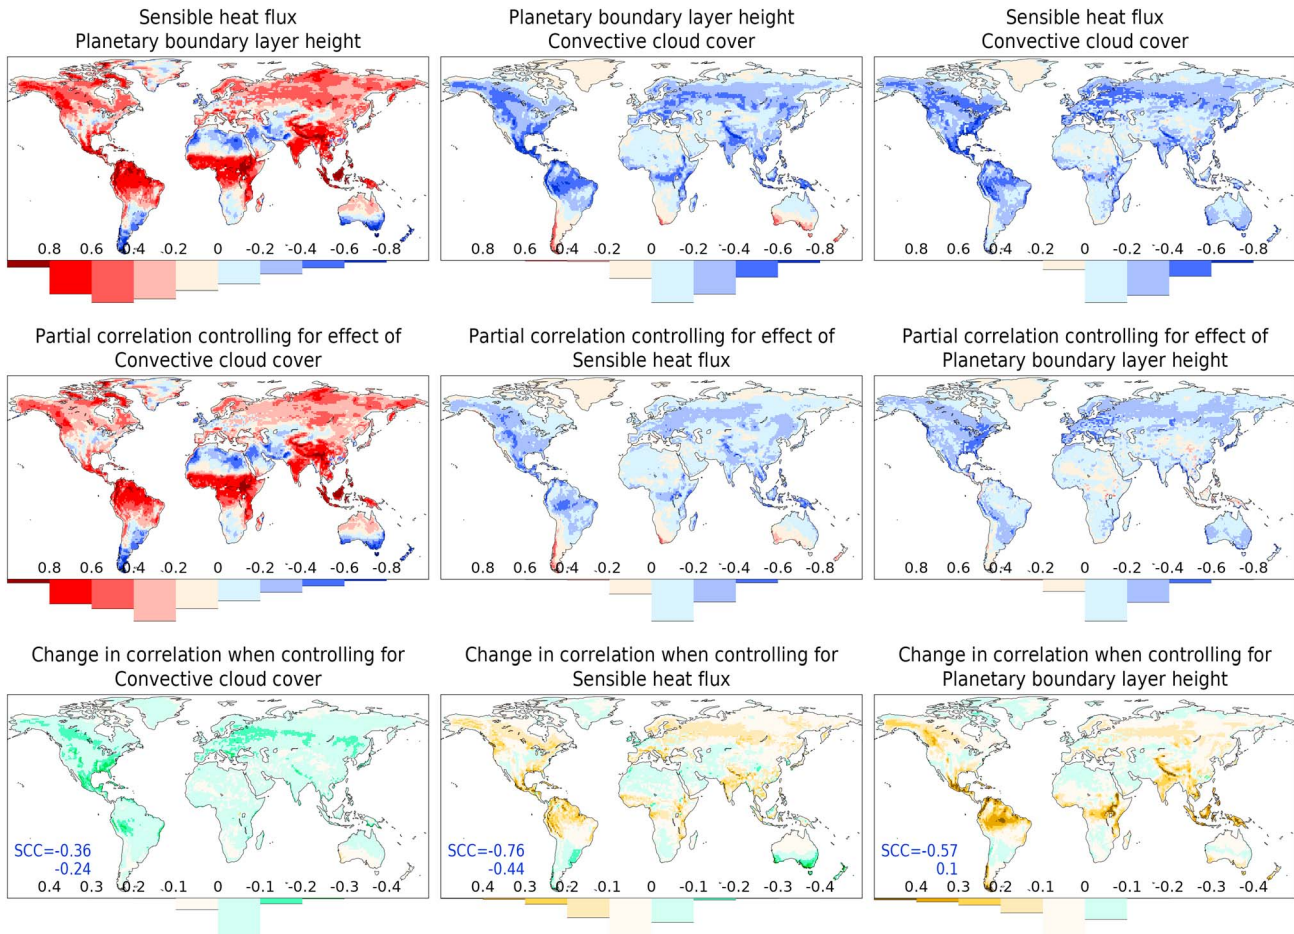 Sensible heat flux
Planetary boundary layer height
0.8 0.6 0.4 0.2 0 -0.2 -0.4 -0.6 -0.8
Planetary boundary layer height
Convective cloud cover
0.8 0.6 0.4 0.2 0 -0.2 -0.4 -0.6 -0.8
Sensible heat flux
Convective cloud cover
0.8 0.6 0.4 0.2 0 -0.2 -0.4 -0.6 -0.8
Partial correlation controlling for effect of
Convective cloud cover
0.8 0.6 0.4 0.2 0 -0.2 -0.4 -0.6 -0.8
Partial correlation controlling for effect of
Sensible heat flux
0.8 0.6 0.4 0.2 0 -0.2 -0.4 -0.6 -0.8
Partial correlation controlling for effect of
Planetary boundary layer height
0.8 0.6 0.4 0.2 0 -0.2 -0.4 -0.6 -0.8
Change in correlation when controlling for
Convective cloud cover
SCC=-0.36
-0.24
0.4 0.3 0.2 0.1 0 -0.1 -0.2 -0.3 -0.4
Change in correlation when controlling for
Sensible heat flux
SCC=-0.76
-0.44
0.4 0.3 0.2 0.1 0 -0.1 -0.2 -0.3 -0.4
Change in correlation when controlling for
Planetary boundary layer height
SCC=-0.57
0.1
0.4 0.3 0.2 0.1 0 -0.1 -0.2 -0.3 -0.4